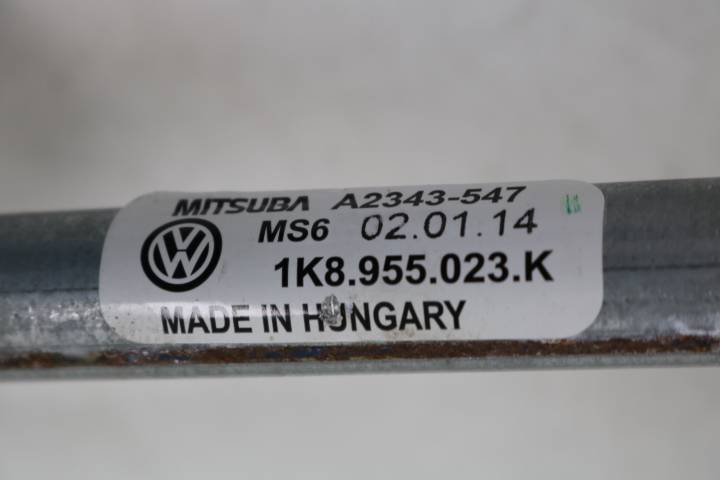 MITSUBA A2343-547
MS6 02.01.14
1K8.955.023.K
MADE IN HUNGARY